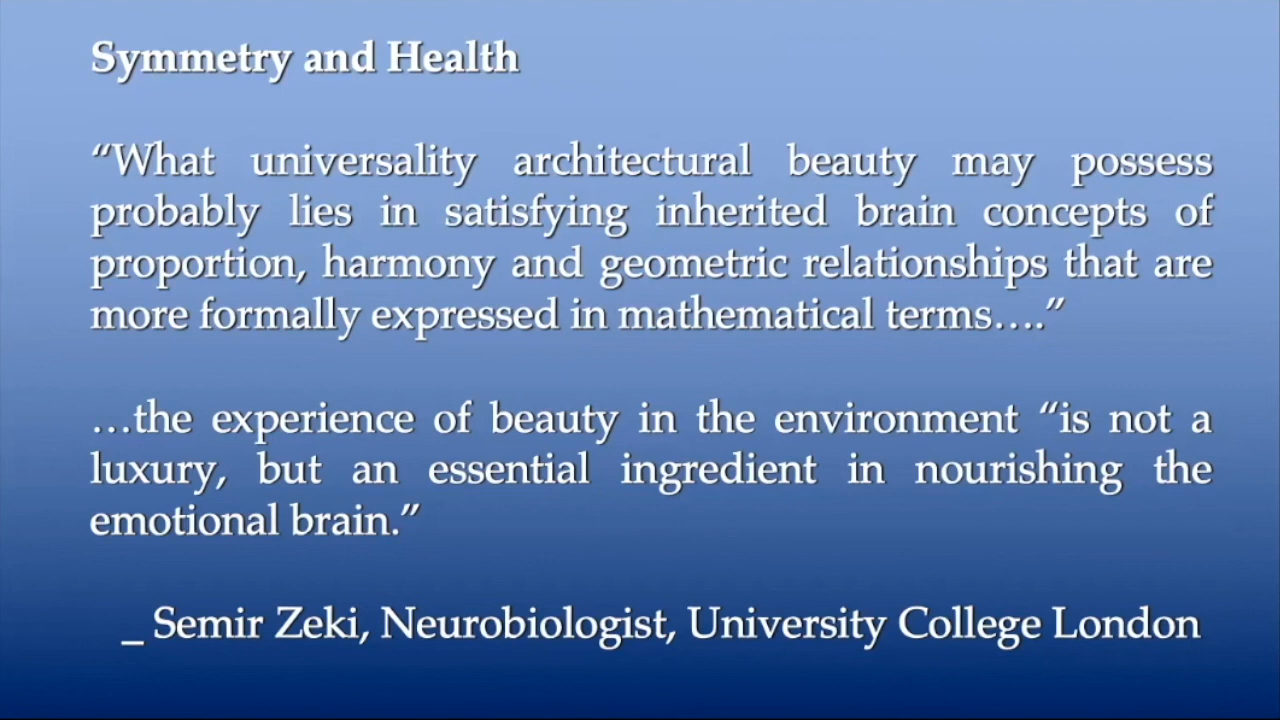 Symmetry and Health
“What universality architectural beauty may possess
probably lies in satisfying inherited brain concepts of
proportion, harmony and geometric relationships that are
more formally expressed in mathematical terms….”
…the experience of beauty in the environment “is not a
luxury, but an essential ingredient in nourishing the
emotional brain.”
_ Semir Zeki, Neurobiologist, University College London